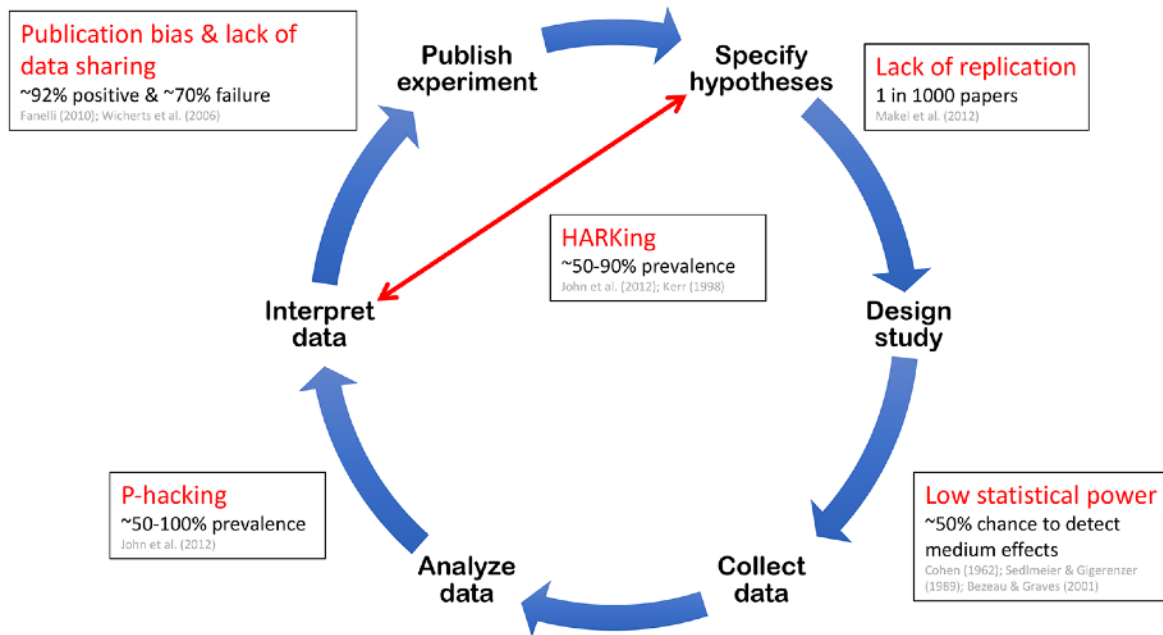 Publication bias & lack of
data sharing
~92% positive & ~70% failure
Fanelli (2010); Wicherts et al. (2006)
Publish
experiment
Specify
hypotheses
Lack of replication
1 in 1000 papers
Makel et al. (2012)
HARKing
~50-90% prevalence
John et al. (2012); Kerr (1998)
Interpret
data
Design
study
P-hacking
~50-100% prevalence
John et al. (2012)
Analyze
data
Collect
data
Low statistical power
~50% chance to detect
medium effects
Cohen (1962); Sedlmeier & Gigerenzer
(1989); Bezeau & Graves (2001)